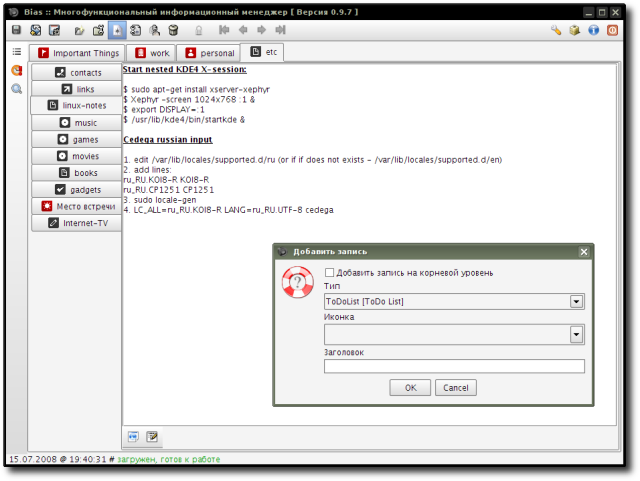 Bias :: Многофункциональный информационный менеджер [ Версия 0.9.7 ]
Important Things
work
personal
etc
contacts
links
linux-notes
music
games
movies
books
gadgets
Место встречи
Internet-TV
Start nested KDE4 X-session:
$ sudo apt-get install xserver-xephyr
$ Xephyr -screen 1024x768 :1 &
$ export DISPLAY=:1
$ /usr/lib/kde4/bin/startkde &
Cedega russian input
1. edit /var/lib/locales/supported.d/ru (or if if does not exists - /var/lib/locales/supported.d/en)
2. add lines:
ru_RU.KOI8-R KOI8-R
ru_RU.CP1251 CP1251
3. sudo locale-gen
4. LC_ALL=ru_RU.KOI8-R LANG=ru_RU.UTF-8 cedega
Добавить запись
Добавить запись на корневой уровень
Тип
ToDoList [ToDo List]
Иконка
Заголовок
OK
Cancel
15.07.2008 @ 19:40:31 # загружен, готов к работе